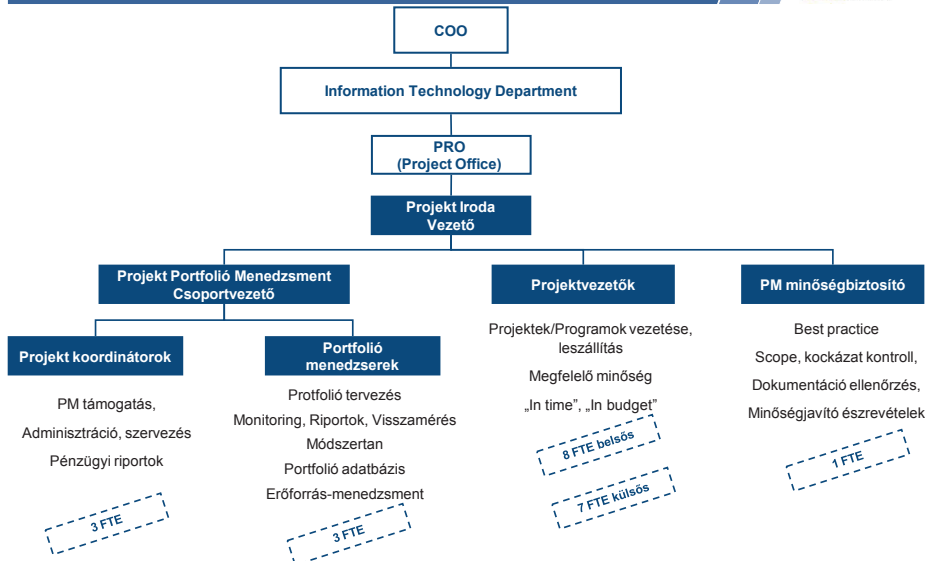 COO
Information Technology Department
PRO
(Project Office)
Projekt Iroda
Vezető
Projekt Portfolió Menedzsment
Csoportvezető
Projekt koordinátorok
PM támogatás,
Adminisztráció, szervezés
Pénzügyi riportok
3 FTE
Portfolió
menedzserek
Protfolió tervezés
Monitoring, Riportok, Visszamérés
Módszertan
Portfolió adatbázis
Erőforrás-menedzsment
3 FTE
Projektvezetők
Projektek/Programok vezetése,
leszállítás
Megfelelő minőség
„In time”, „In budget”
8 FTE belsős
7 FTE külsős
PM minőségbiztosító
Best practice
Scope, kockázat kontroll,
Dokumentáció ellenőrzés,
Minőségjavító észrevételek
1 FTE